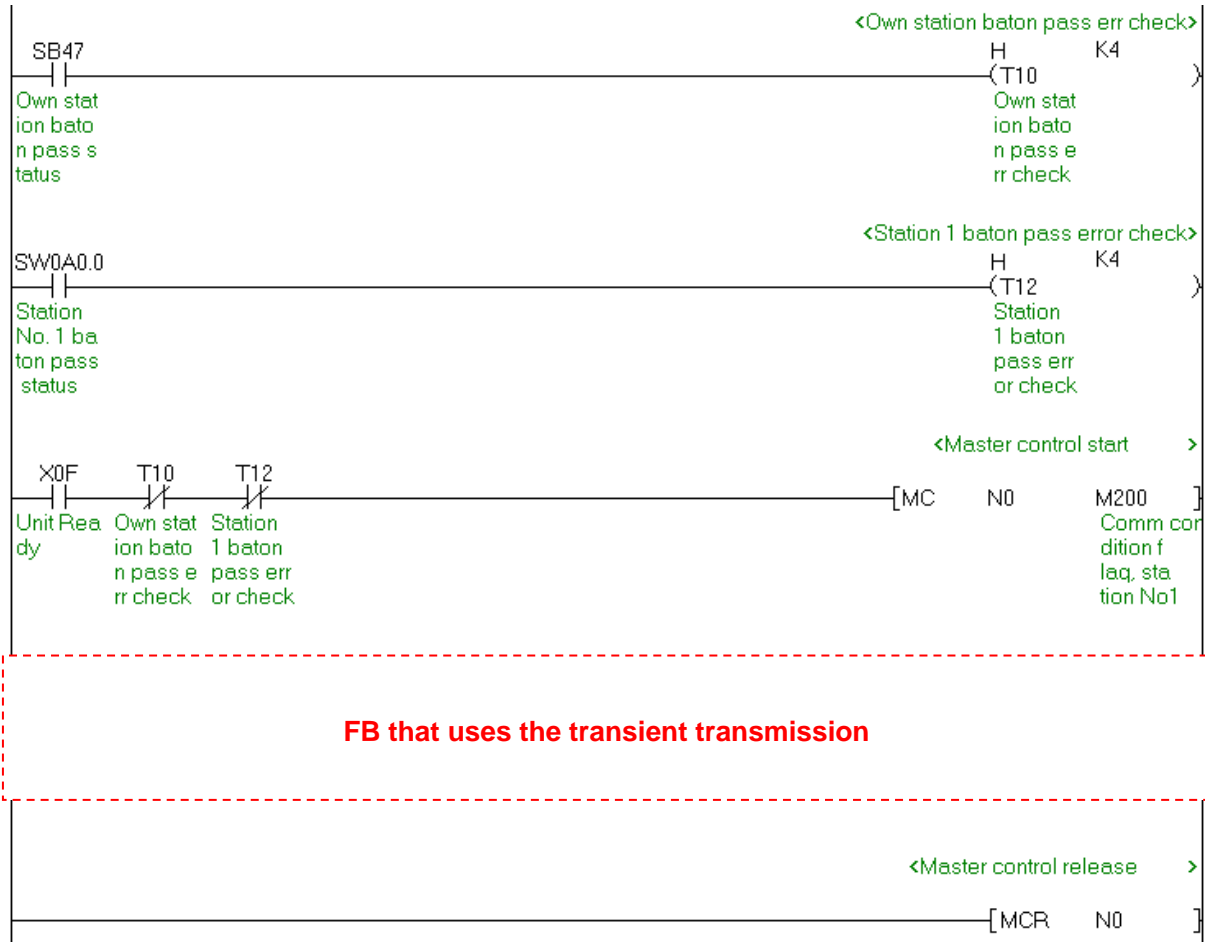 <Own station baton pass err check>
SB47 H K4
(T10 )
Own stat Own stat
ion bato ion bato
n pass s n pass e
tatus rr check
<Station 1 baton pass error check>
SW0A0.0 H K4
(T12 )
Station Station
No. 1 ba 1 baton
ton pass pass err
status or check
<Master control start >
X0F T10 T12
[MC N0 M200 ]
Unit Rea Own stat Station Comm con
dy ion bato 1 baton dition f
n pass e pass err lag, sta
rr check or check tion No1
FB that uses the transient transmission
<Master control release >
[MCR N0 ]